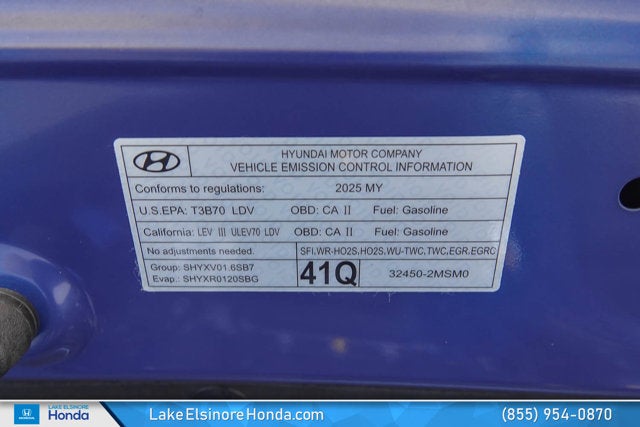 HYUNDAI MOTOR COMPANY
VEHICLE EMISSION CONTROL INFORMATION
Conforms to regulations: 2025 MY
U.S.EPA: T3B70 LDV OBD: CA II Fuel: Gasoline
California: LEV III ULEV70 LDV OBD: CA II Fuel: Gasoline
No adjustments needed. SFI,WR-HO2S,HO2S,WU-TWC,TWC,EGR,EGRC
Group: SHYXV01.6SB7
Evap.: SHYXR0120SBG
41Q
32450-2MSM0
LAKE ELSINORE
Honda
LakeElsinoreHonda.com
(855) 954-0870